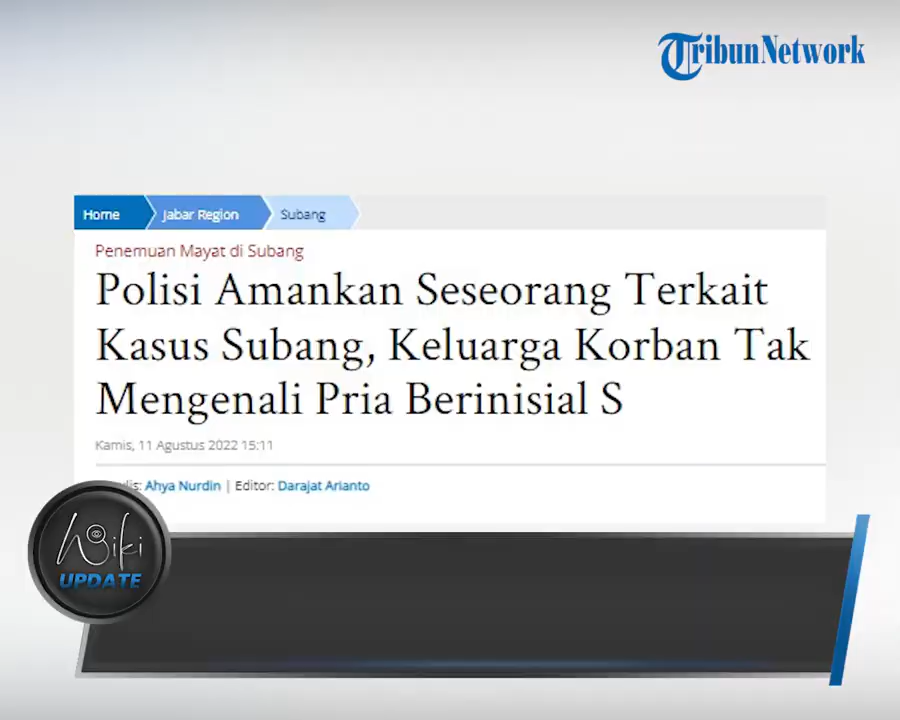 TribunNetwork
Home Jabar Region Subang
Penemuan Mayat di Subang
Polisi Amankan Seseorang Terkait
Kasus Subang, Keluarga Korban Tak
Mengenali Pria Berinisial S
Kamis, 11 Agustus 2022 15:11
Ahya Nurdin | Editor: Darajat Arianto
Wiki
UPDATE